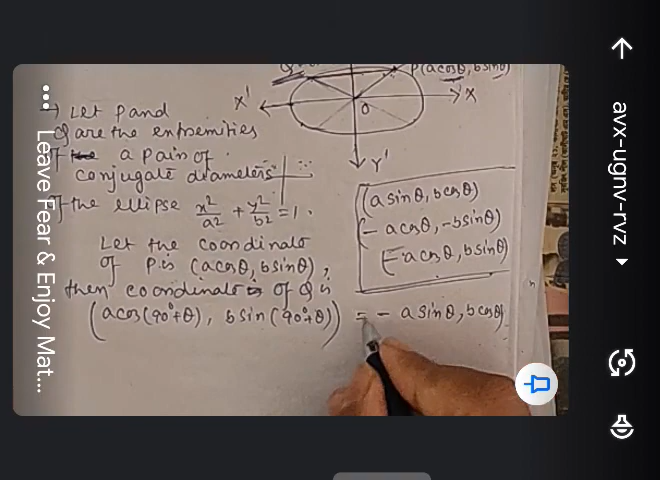 P(acosθ, bsinθ)
X'
X
O
Y'
→ Let P and
Q are the extremities
of a pair of
conjugate diameters
of the ellipse x²/a² + y²/b² = 1.
Let the coordinate
of P is (acosθ, bsinθ),
then coordinate of Q is
(acos(90°+θ), bsin(90°+θ)) = - a sinθ, bcosθ
(a sinθ, bcosθ)
- acosθ, -bsinθ)
(-acosθ, bsinθ)
Leave Fear & Enjoy Mat...
avx-ugnv-rvz